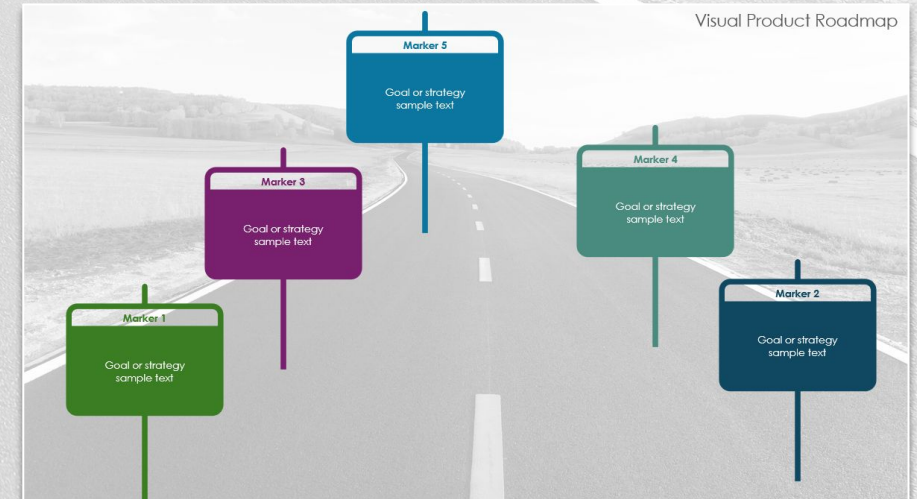 Visual Product Roadmap
Marker 5
Goal or strategy
sample text
Marker 3
Goal or strategy
sample text
Marker 4
Goal or strategy
sample text
Marker 1
Goal or strategy
sample text
Marker 2
Goal or strategy
sample text